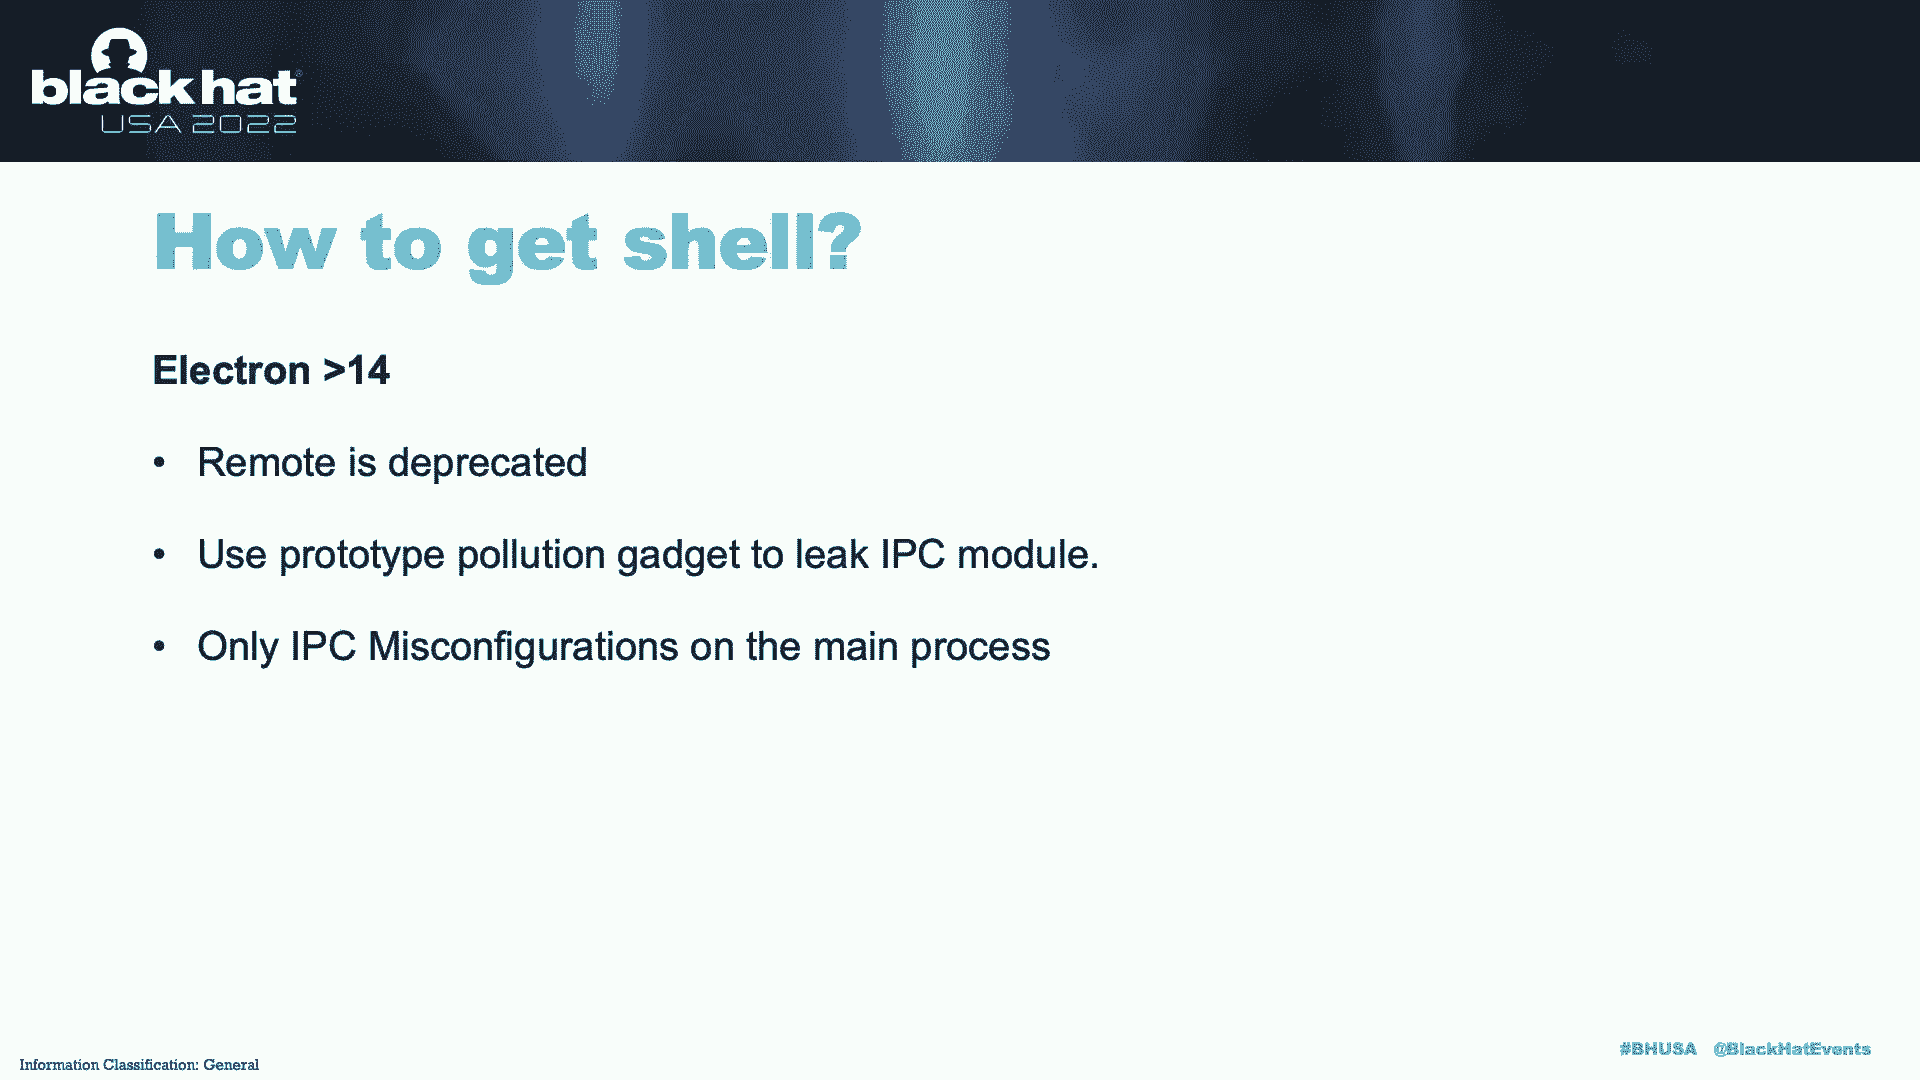 black hat
USA 2022
How to get shell?
Electron >14
• Remote is deprecated
• Use prototype pollution gadget to leak IPC module.
• Only IPC Misconfigurations on the main process
Information Classification: General
#BHUSA @BlackHatEvents